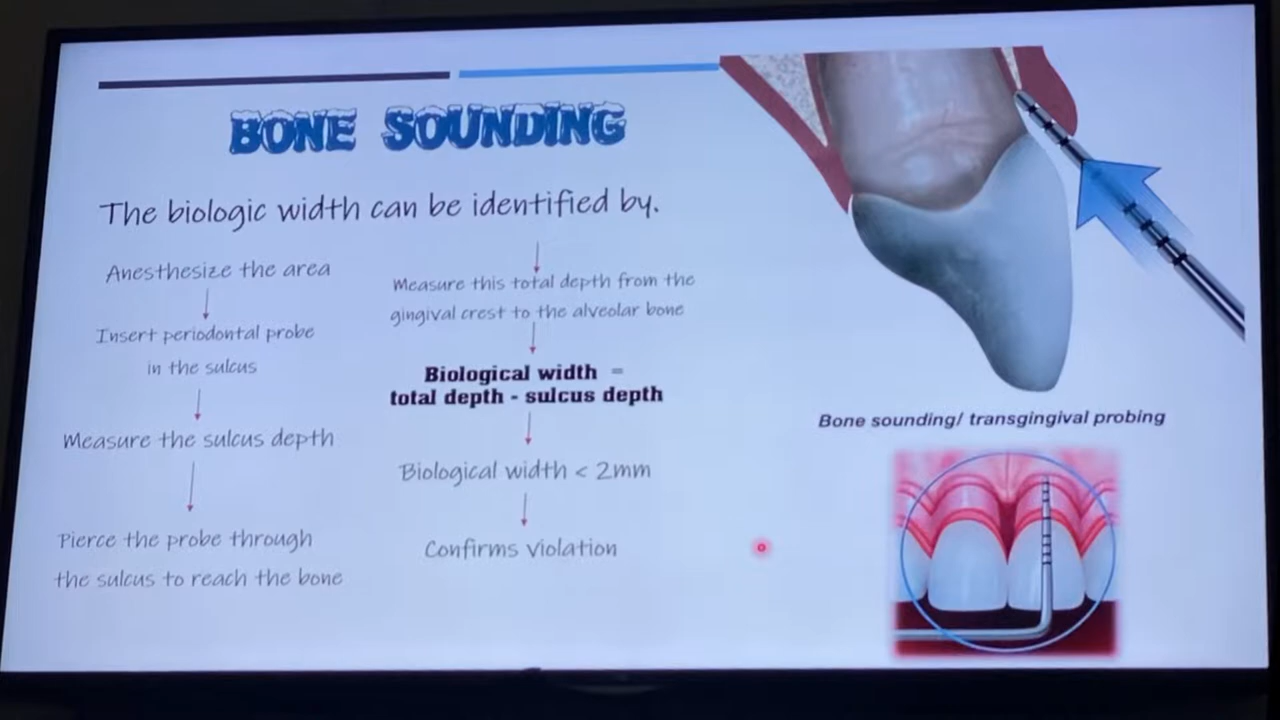 BONE SOUNDING
The biologic width can be identified by.
Anesthesize the area
Insert periodontal probe
in the sulcus
Measure the sulcus depth
Pierce the probe through
the sulcus to reach the bone
Measure this total depth from the
gingival crest to the alveolar bone
Biological width =
total depth - sulcus depth
Biological width < 2mm
Confirms Violation
Bone sounding/ transgingival probing